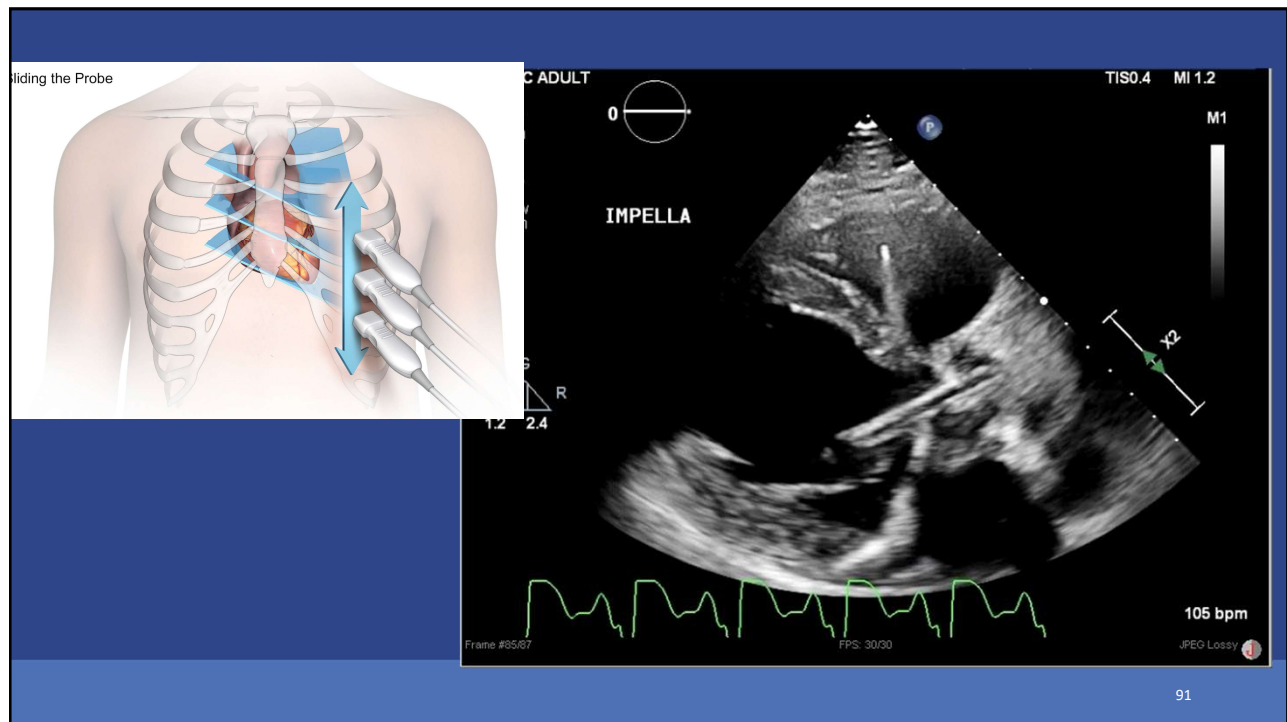 Sliding the Probe
C ADULT
TIS0.4 MI 1.2
0
P
M1
IMPELLA
X2
G
R
1.2 2.4
105 bpm
Frame #85/87
FPS: 30/30
JPEG Lossy
J
91